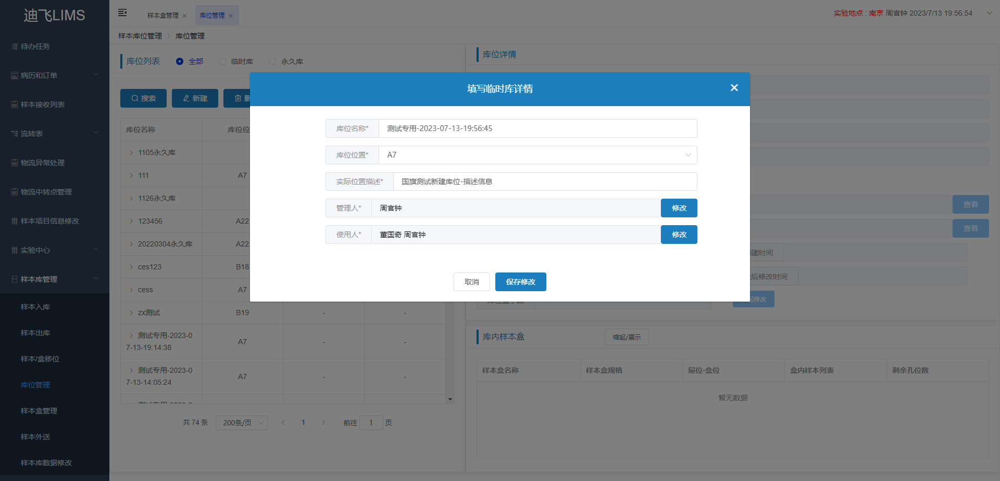 迪飞LIMS
样本盒管理
库位管理
实验地点 : 南京 周官钟 2023/7/13 19:56:54
样本库位管理 > 库位管理
待办任务
病历和订单
样本接收列表
流转表
物流异常处理
物流中转点管理
样本项目信息修改
实验中心
样本库管理
样本入库
样本出库
样本/盒移位
库位管理
样本盒管理
样本外送
样本库数据修改
库位列表 全部 临时库 永久库
搜索 新建
库位名称
1105永久库
111 A7
1126永久库
123456 A22
20220304永久库 A22
ces123 B18
cess A7
zx测试 B19 - -
测试专用-2023-0
7-13-19:14:38 A7 - -
测试专用-2023-0
7-13-14:05:24 A7 - -
共 74 条 200条/页 1 前往 1 页
库位详情
查看
查看
建时间
后修改时间
修改
填写临时库详情
库位名称* 测试专用-2023-07-13-19:56:45
库位位置* A7
实际位置描述* 国旗测试新建库位-描述信息
管理人* 周官钟 修改
使用人* 董国奇 周官钟 修改
取消 保存修改
库内样本盒 缩起/展示
样本盒名称 样本盒规格 屉位-盒位 盒内样本列表 剩余孔位数
暂无数据